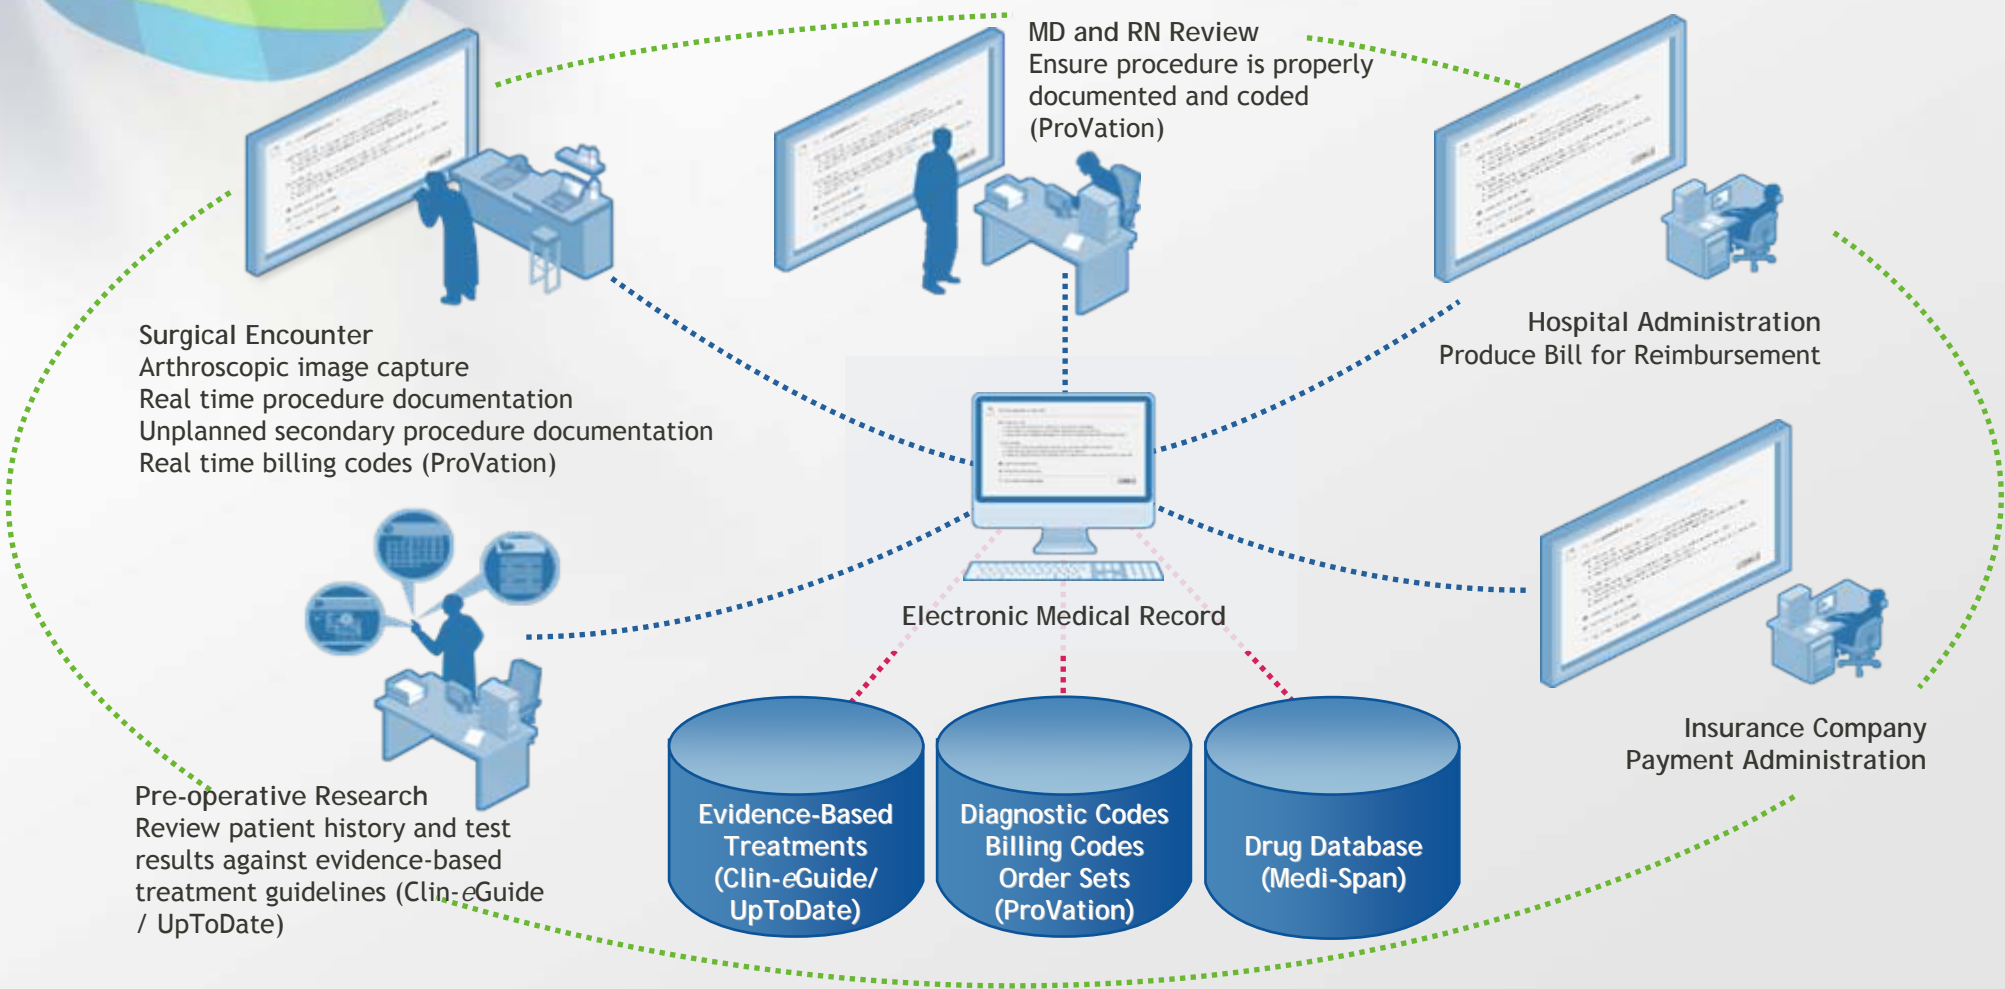 MD and RN Review
Ensure procedure is properly
documented and coded
(ProVation)
Surgical Encounter
Arthroscopic image capture
Real time procedure documentation
Unplanned secondary procedure documentation
Real time billing codes (ProVation)
Hospital Administration
Produce Bill for Reimbursement
Electronic Medical Record
Insurance Company
Payment Administration
Pre-operative Research
Review patient history and test
results against evidence-based
treatment guidelines (Clin-eGuide
/ UpToDate)
Evidence-Based
Treatments
(Clin-eGuide/
UpToDate)
Diagnostic Codes
Billing Codes
Order Sets
(ProVation)
Drug Database
(Medi-Span)